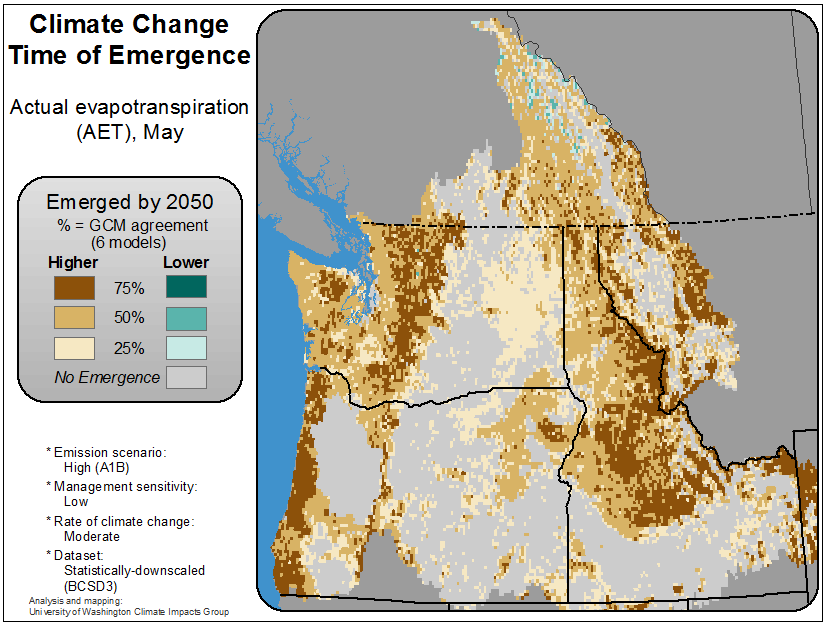 Climate Change
Time of Emergence
Actual evapotranspiration
(AET), May
Emerged by 2050
% = GCM agreement
(6 models)
Higher Lower
75%
50%
25%
No Emergence
* Emission scenario:
High (A1B)
* Management sensitivity:
Low
* Rate of climate change:
Moderate
* Dataset:
Statistically-downscaled
(BCSD3)
Analysis and mapping:
University of Washington Climate Impacts Group